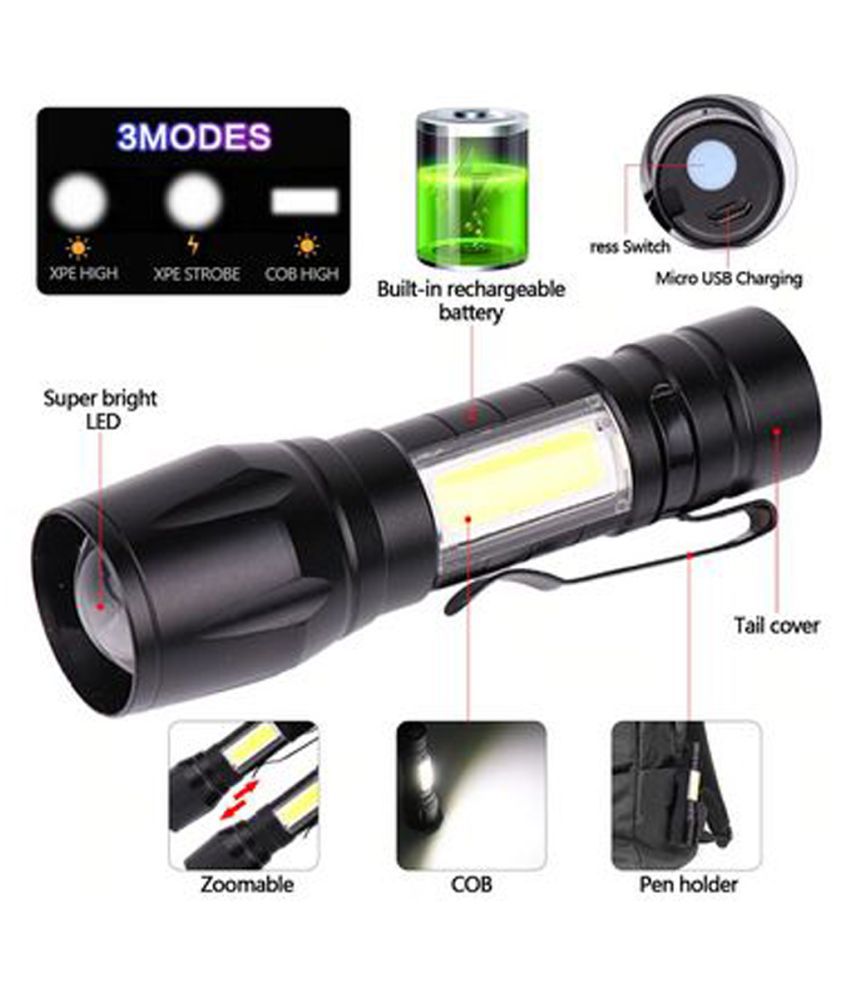 3MODES
XPE HIGH
XPE STROBE
COB HIGH
Built-in rechargeable
battery
ress Switch
Micro USB Charging
Super bright
LED
Tail cover
Zoomable
COB
Pen holder